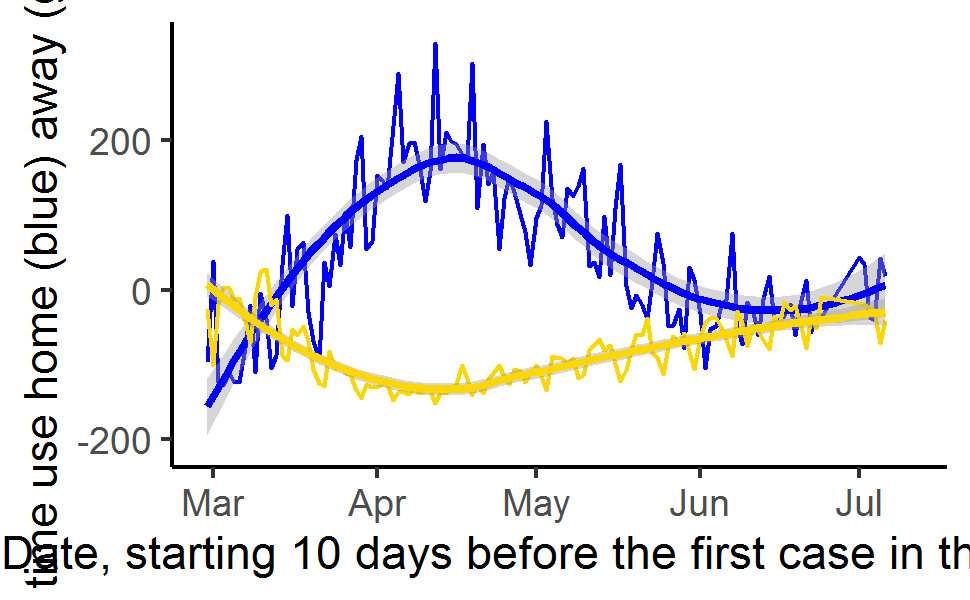 time use home (blue) away (
200
0
-200
Mar Apr May Jun Jul
Date, starting 10 days before the first case in th